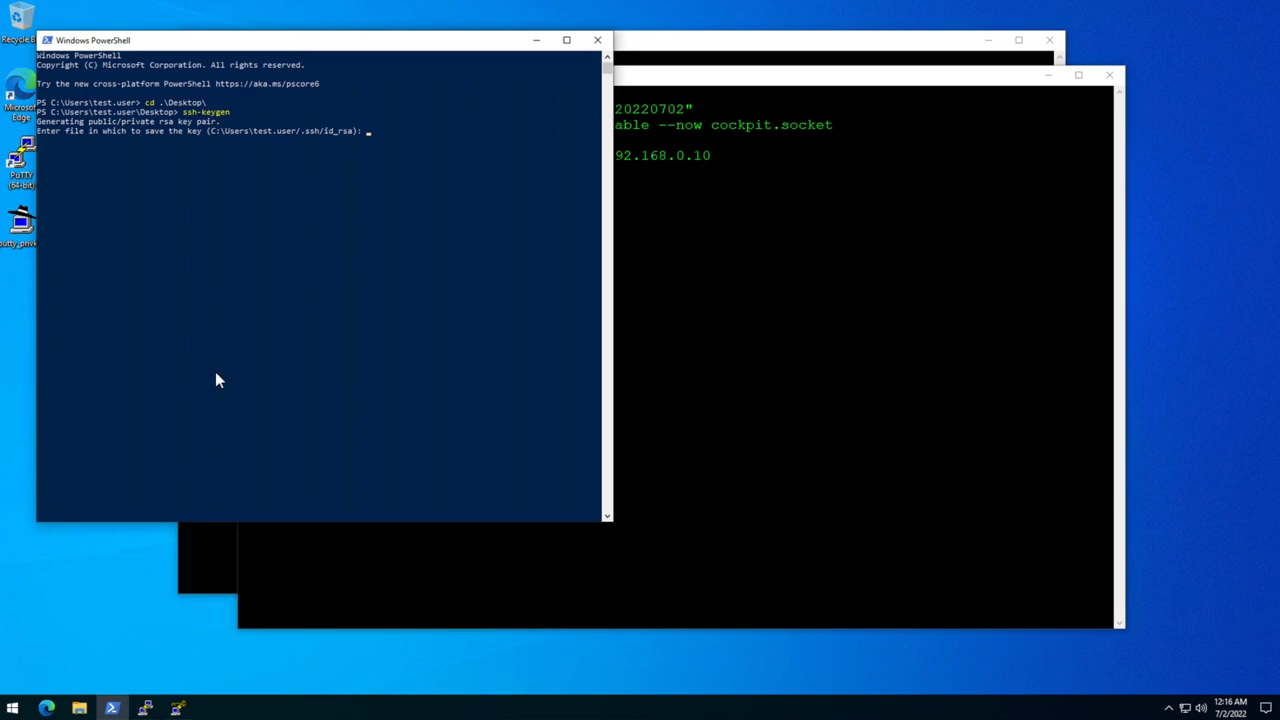 Recycle B
Windows PowerShell
Windows PowerShell
Copyright (C) Microsoft Corporation. All rights reserved.
Try the new cross-platform PowerShell https://aka.ms/pscore6
PS C:\Users\test.user> cd .\Desktop\
PS C:\Users\test.user\Desktop> ssh-keygen
Generating public/private rsa key pair.
Enter file in which to save the key (C:\Users\test.user/.ssh/id_rsa):
20220702"
able --now cockpit.socket
92.168.0.10
Microsof
Edge
PuTTY
(64-bit)
putty_privk
12:16 AM
7/2/2022